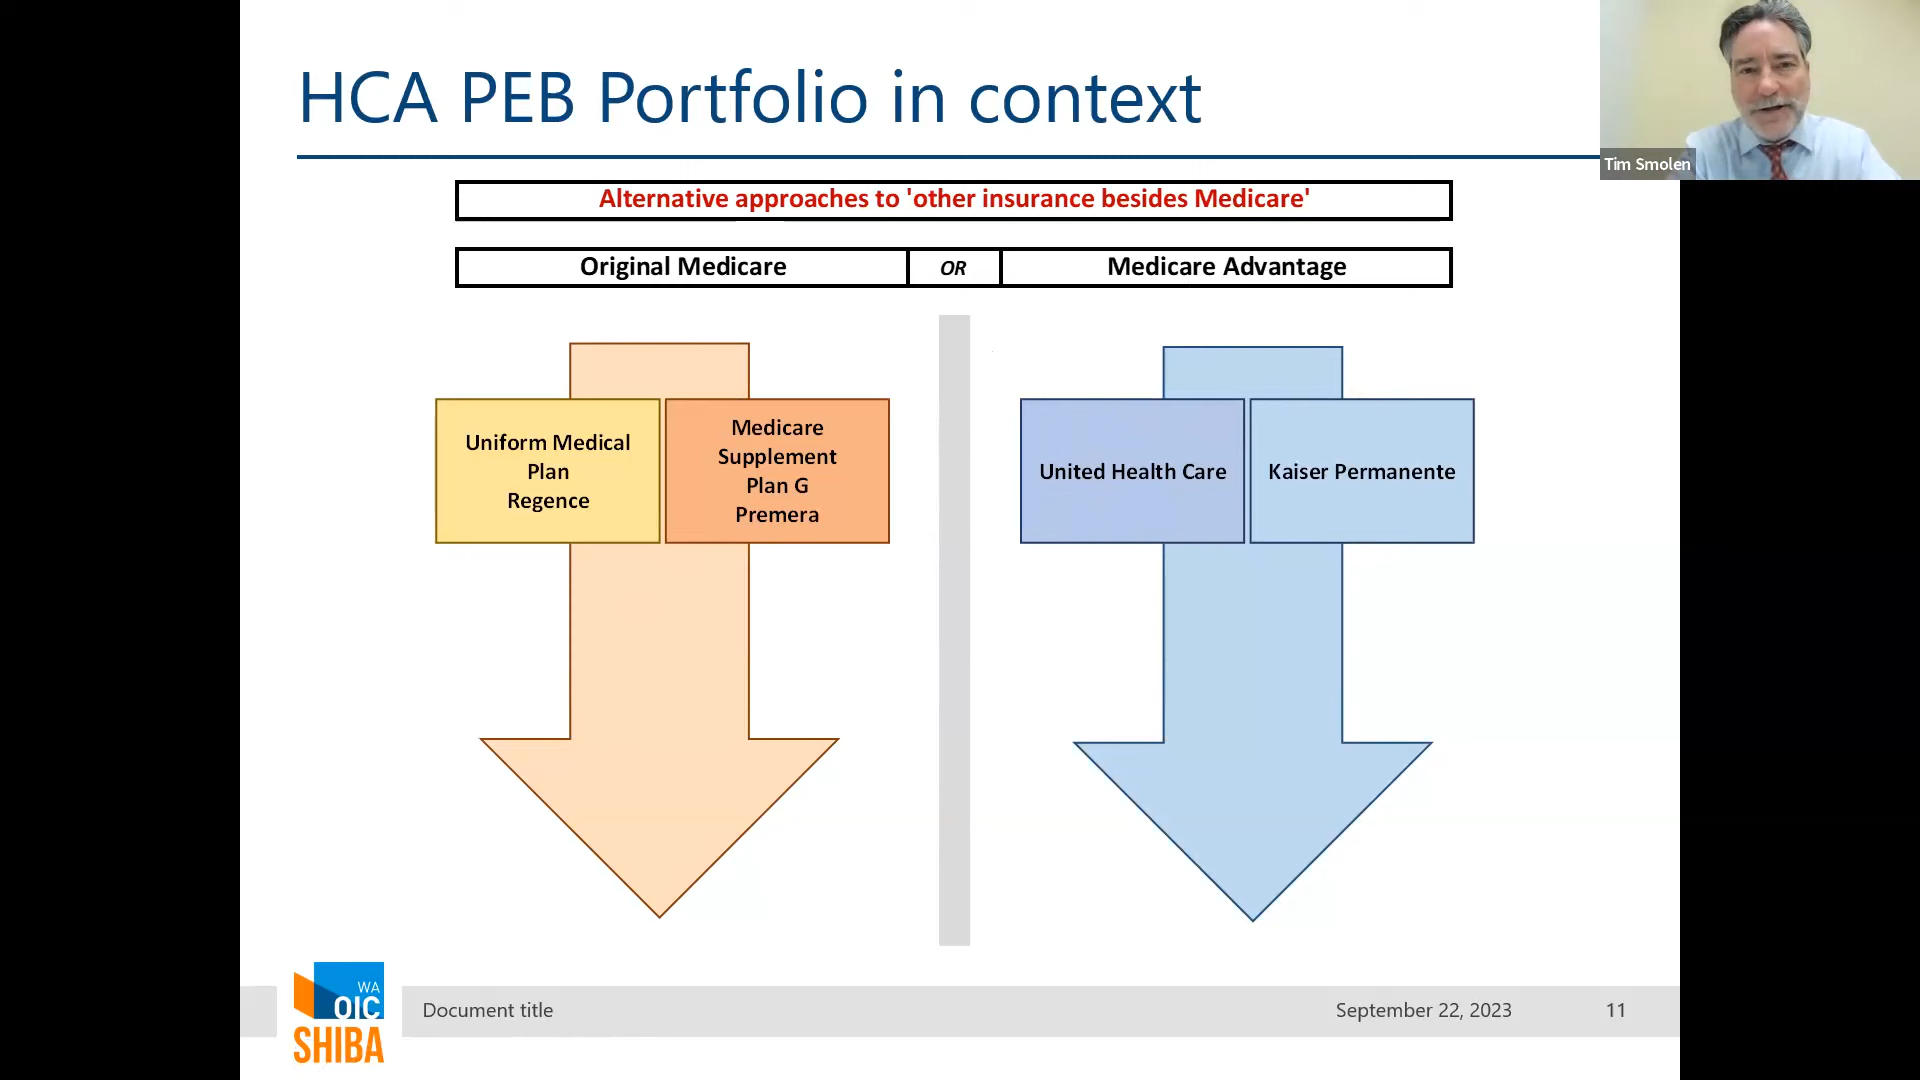 HCA PEB Portfolio in context
Tim Smolen
Alternative approaches to 'other insurance besides Medicare'
Original Medicare
OR
Medicare Advantage
Uniform Medical
Plan
Regence
Medicare
Supplement
Plan G
Premera
United Health Care
Kaiser Permanente
WA
OIC
SHIBA
Document title
September 22, 2023
11